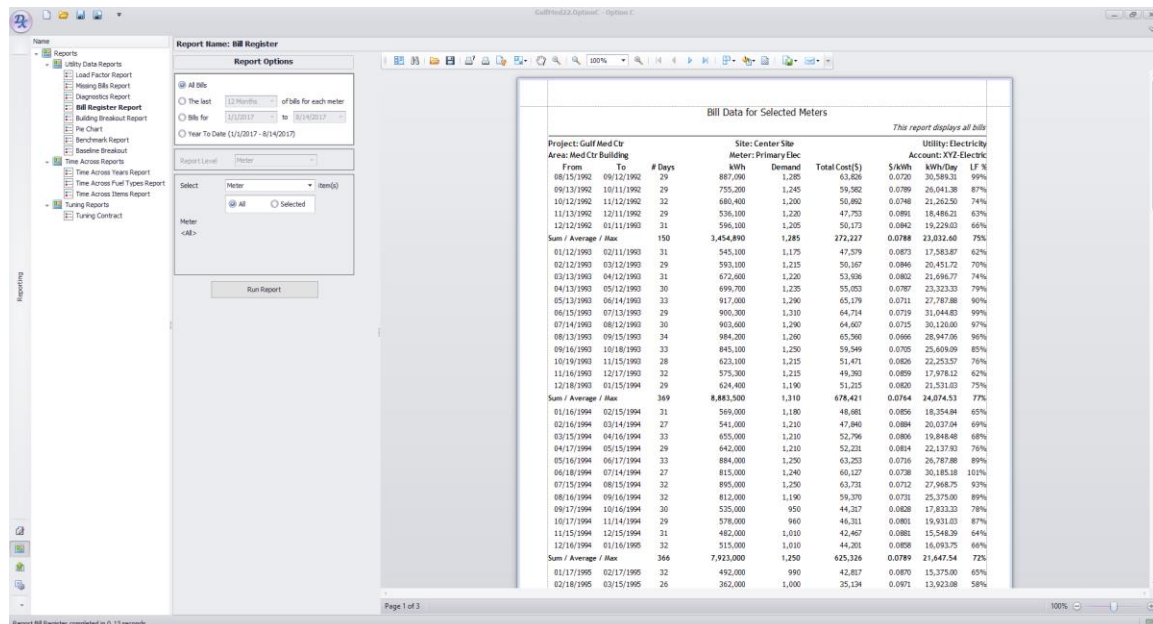 GulfMed22.OptionC - Option C
Name
Reports
Utility Data Reports
Load Factor Report
Missing Bills Report
Diagnostics Report
Bill Register Report
Building Breakout Report
Pie Chart
Benchmark Report
Baseline Breakout
Time Across Reports
Time Across Years Report
Time Across Fuel Types Report
Time Across Items Report
Tuning Reports
Tuning Contract
Reporting
Report Name: Bill Register
Report Options
All Bills
The last 12 Months of bills for each meter
Bills for 1/1/2017 to 8/14/2017
Year To Date (1/1/2017 - 8/14/2017)
Report Level Meter
Select Meter item(s)
All Selected
Meter
<All>
Run Report
100%
Bill Data for Selected Meters
This report displays all bills
Project: Gulf Med Ctr Site: Center Site Utility: Electricity
Area: Med Ctr Building Meter: Primary Elec Account: XYZ-Electric
From To # Days kWh Demand Total Cost($) $/kWh kWh/Day LF %
08/15/1992 09/12/1992 29 887,090 1,285 63,826 0.0720 30,589.31 99%
09/13/1992 10/11/1992 29 755,200 1,245 59,582 0.0789 26,041.38 87%
10/12/1992 11/12/1992 32 680,400 1,200 50,892 0.0748 21,262.50 74%
11/13/1992 12/11/1992 29 536,100 1,220 47,753 0.0891 18,486.21 63%
12/12/1992 01/11/1993 31 596,100 1,205 50,173 0.0842 19,229.03 66%
Sum / Average / Max 150 3,454,890 1,285 272,227 0.0788 23,032.60 75%
01/12/1993 02/11/1993 31 545,100 1,175 47,579 0.0873 17,583.87 62%
02/12/1993 03/12/1993 29 593,100 1,215 50,167 0.0846 20,451.72 70%
03/13/1993 04/12/1993 31 672,600 1,220 53,936 0.0802 21,696.77 74%
04/13/1993 05/12/1993 30 699,700 1,235 55,053 0.0787 23,323.33 79%
05/13/1993 06/14/1993 33 917,000 1,290 65,179 0.0711 27,787.88 90%
06/15/1993 07/13/1993 29 900,300 1,310 64,714 0.0719 31,044.83 99%
07/14/1993 08/12/1993 30 903,600 1,290 64,607 0.0715 30,120.00 97%
08/13/1993 09/15/1993 34 984,200 1,260 65,560 0.0666 28,947.06 96%
09/16/1993 10/18/1993 33 845,100 1,250 59,549 0.0705 25,609.09 85%
10/19/1993 11/15/1993 28 623,100 1,215 51,471 0.0826 22,253.57 76%
11/16/1993 12/17/1993 32 575,300 1,215 49,393 0.0859 17,978.12 62%
12/18/1993 01/15/1994 29 624,400 1,190 51,215 0.0820 21,531.03 75%
Sum / Average / Max 369 8,883,500 1,310 678,421 0.0764 24,074.53 77%
01/16/1994 02/15/1994 31 569,000 1,180 48,681 0.0856 18,354.84 65%
02/16/1994 03/14/1994 27 541,000 1,210 47,840 0.0884 20,037.04 69%
03/15/1994 04/16/1994 33 655,000 1,210 52,796 0.0806 19,848.48 68%
04/17/1994 05/15/1994 29 642,000 1,210 52,231 0.0814 22,137.93 76%
05/16/1994 06/17/1994 33 884,000 1,250 63,253 0.0716 26,787.88 89%
06/18/1994 07/14/1994 27 815,000 1,240 60,127 0.0738 30,185.18 101%
07/15/1994 08/15/1994 32 895,000 1,250 63,731 0.0712 27,968.75 93%
08/16/1994 09/16/1994 32 812,000 1,190 59,370 0.0731 25,375.00 89%
09/17/1994 10/16/1994 30 535,000 950 44,317 0.0828 17,833.33 78%
10/17/1994 11/14/1994 29 578,000 960 46,311 0.0801 19,931.03 87%
11/15/1994 12/15/1994 31 482,000 1,010 42,467 0.0881 15,548.39 64%
12/16/1994 01/16/1995 32 515,000 1,010 44,201 0.0858 16,093.75 66%
Sum / Average / Max 366 7,923,000 1,250 625,326 0.0789 21,647.54 72%
01/17/1995 02/17/1995 32 492,000 990 42,817 0.0870 15,375.00 65%
02/18/1995 03/15/1995 26 362,000 1,000 35,134 0.0971 13,923.08 58%
Page 1 of 3
100%
Report Bill Register completed in 0.12 seconds